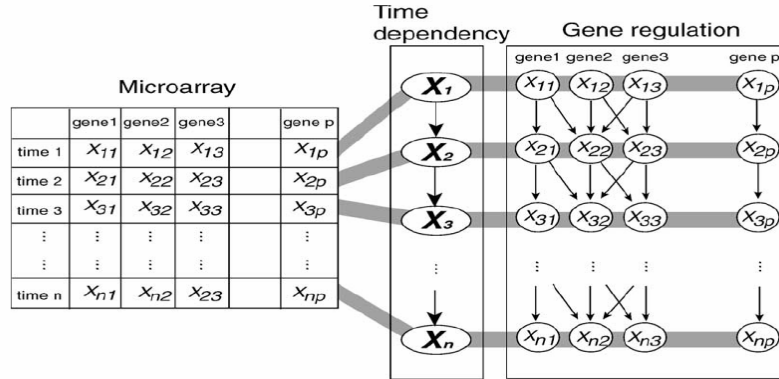 Time dependency
Gene regulation
Microarray
gene1 gene2 gene3 gene p
time 1 x11 x12 x13 x1p
time 2 x21 x22 x23 x2p
time 3 x31 x32 x33 x3p
⋮ ⋮ ⋮ ⋮ ⋮
⋮ ⋮ ⋮ ⋮ ⋮
time n xn1 xn2 x23 xnp
X1
X2
X3
...
Xn
gene1 gene2 gene3 gene p
x11 x12 x13 x1p
x21 x22 x23 x2p
x31 x32 x33 x3p
... ... ... ...
xn1 xn2 xn3 xnp